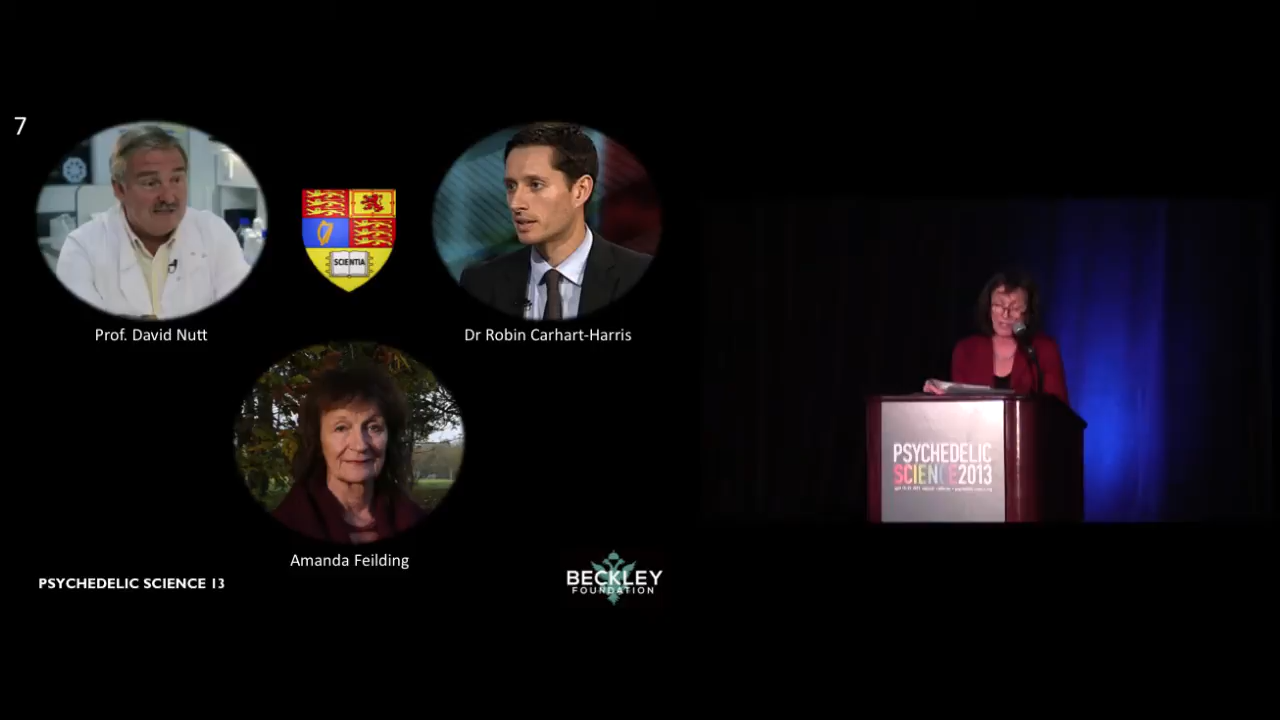 7
SCIENTIA
Prof. David Nutt
Dr Robin Carhart-Harris
Amanda Feilding
PSYCHEDELIC SCIENCE 13
BECKLEY
FOUNDATION
PSYCHEDELIC
SCIENCE2013